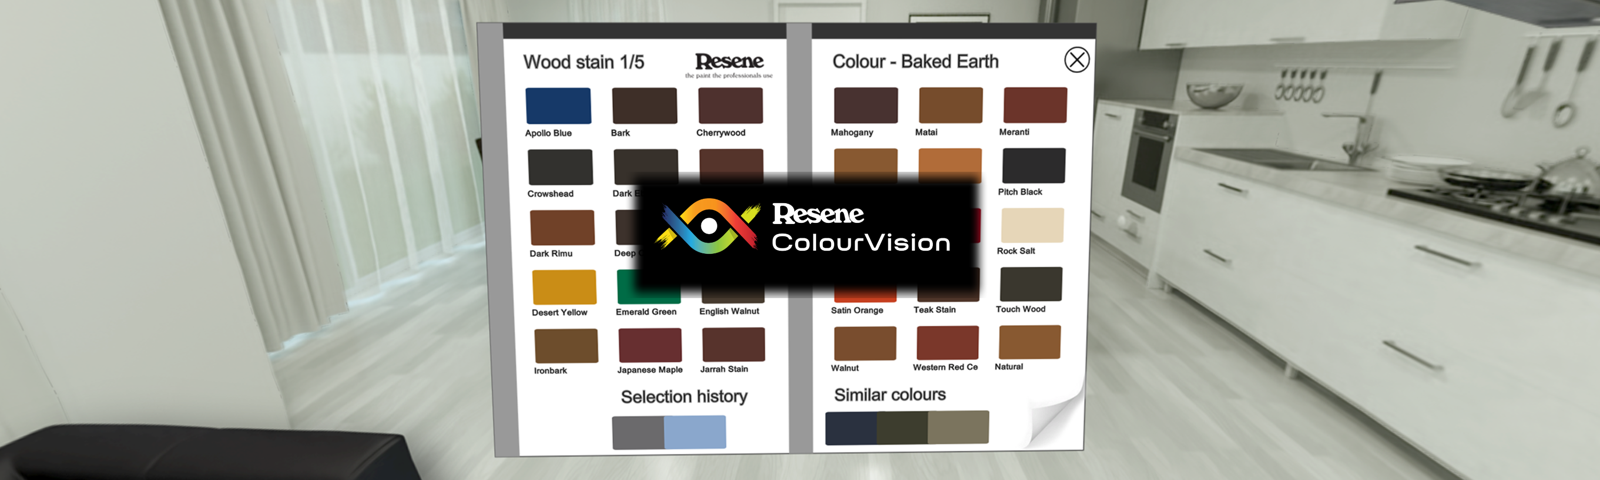 Wood stain 1/5
Resene
the paint the professionals use
Apollo Blue
Bark
Cherrywood
Crowshead
Dark
Dark Rimu
Deep
Desert Yellow
Emerald Green
English Walnut
Ironbark
Japanese Maple
Jarrah Stain
Selection history
Colour - Baked Earth
Mahogany
Matai
Meranti
Pitch Black
Rock Salt
Satin Orange
Teak Stain
Touch Wood
Walnut
Western Red Ce
Natural
Similar colours
Resene
ColourVision